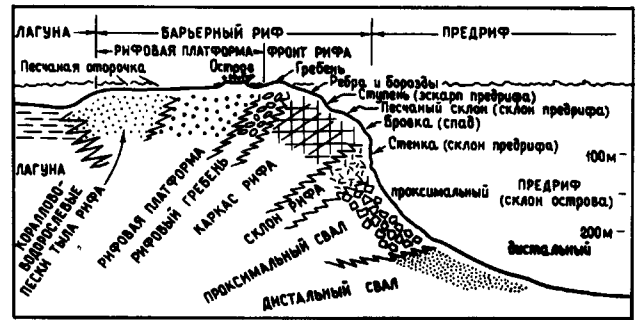 ЛАГУНА
БАРЬЕРНЫЙ РИФ
ПРЕДРИФ
РИФОВАЯ ПЛАТФОРМА
ФРОНТ РИФА
Песчаная оторочка
Остров
Гребень
Ребра и борозды
Ступень (эскарп предрифа)
Песчаный склон (склон предрифа)
Бровка (спад)
Стенка (склон предрифа)
100м
ЛАГУНА
КОРАЛЛОВО-
ВОДОРОСЛЕВЫЕ
ПЕСКИ ТЫЛА РИФА
РИФОВАЯ ПЛАТФОРМА
РИФОВЫЙ ГРЕБЕНЬ
КАРКАС РИФА
СКЛОН РИФА
ПРОКСИМАЛЬНЫЙ СВАЛ
ДИСТАЛЬНЫЙ СВАЛ
проксимальный
ПРЕДРИФ
(склон острова)
200м
дистальный